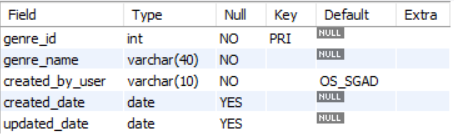 Field Type Null Key Default Extra
genre_id int NO PRI NULL
genre_name varchar(40) NO NULL
created_by_user varchar(10) NO OS_SGAD
created_date date YES NULL
updated_date date YES NULL